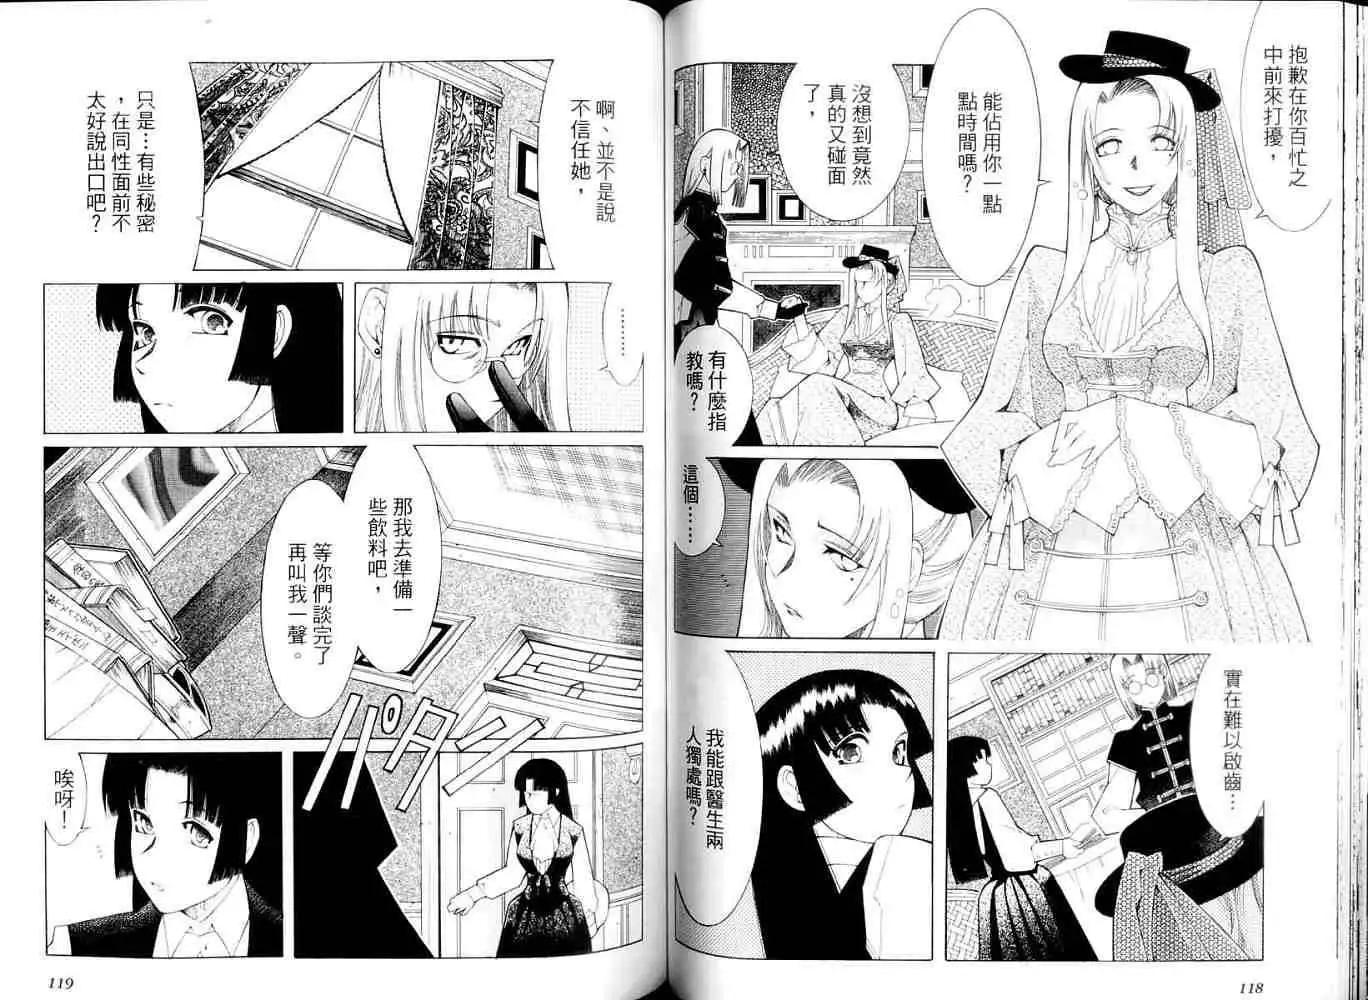 抱歉在你百忙之
中前來打擾，
能佔用你一點
點時間嗎？
沒想到竟然
真的又碰面
了，
有什麼指
教嗎？
這個……
實在難以啟齒…
我能跟醫生兩
人獨處嗎？
118
啊、並不是說
不信任她，
只是…有些秘密
，在同性面前不
太好說出口吧？
………
那我去準備一
些飲料吧，
等你們談完了
再叫我一聲。
パタン
唉呀！
119